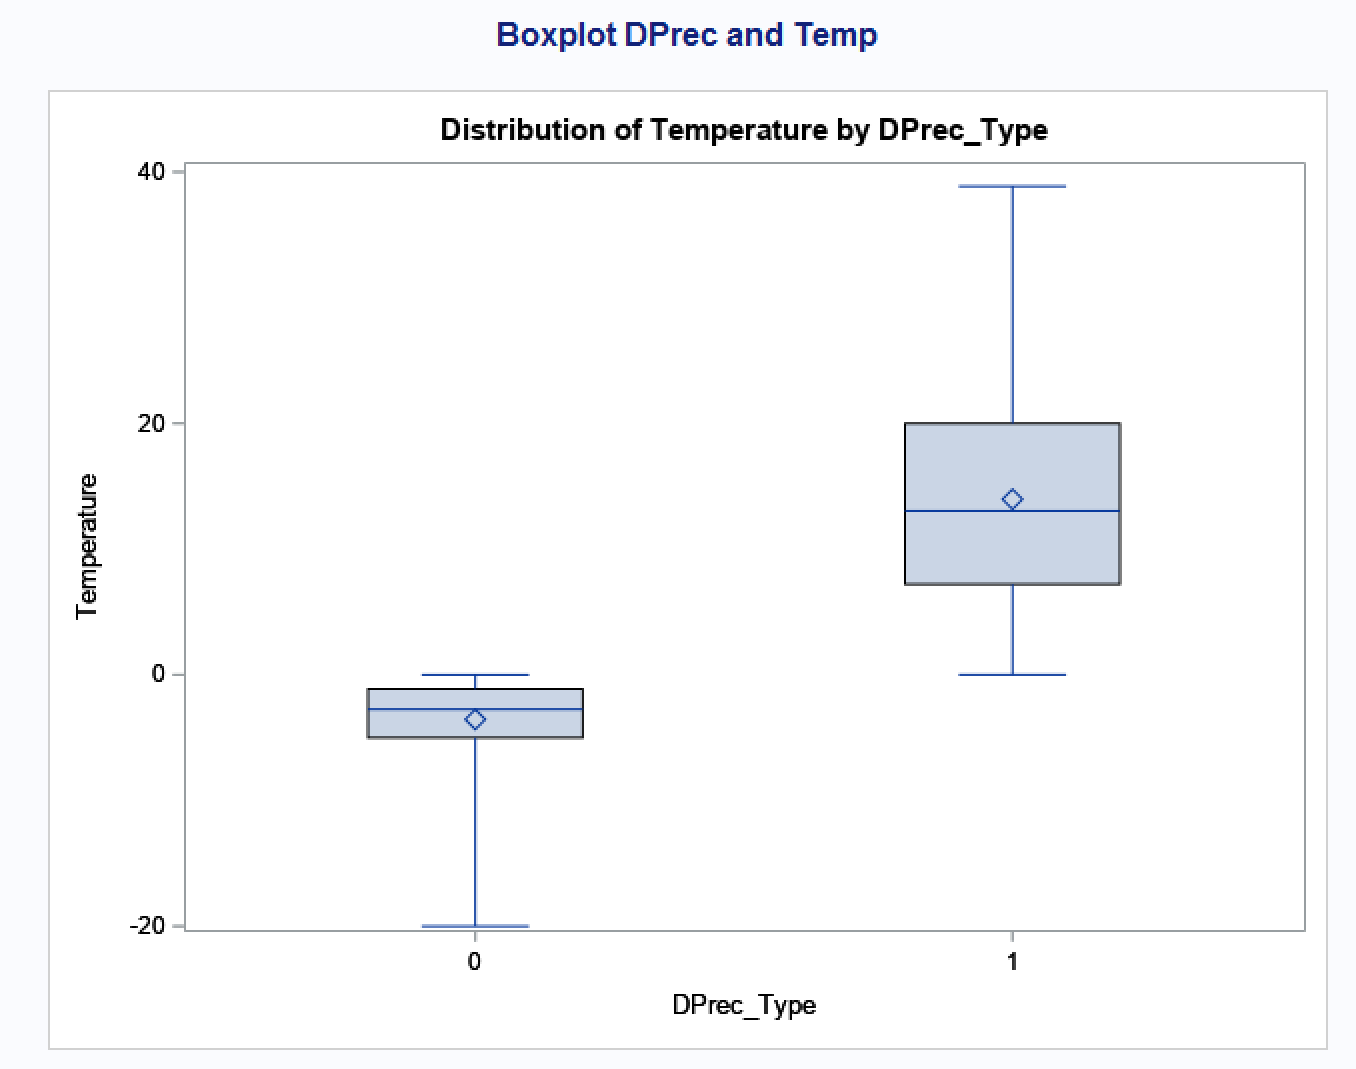 Boxplot DPrec and Temp
Distribution of Temperature by DPrec_Type
40
20
0
-20
Temperature
0
1
DPrec_Type